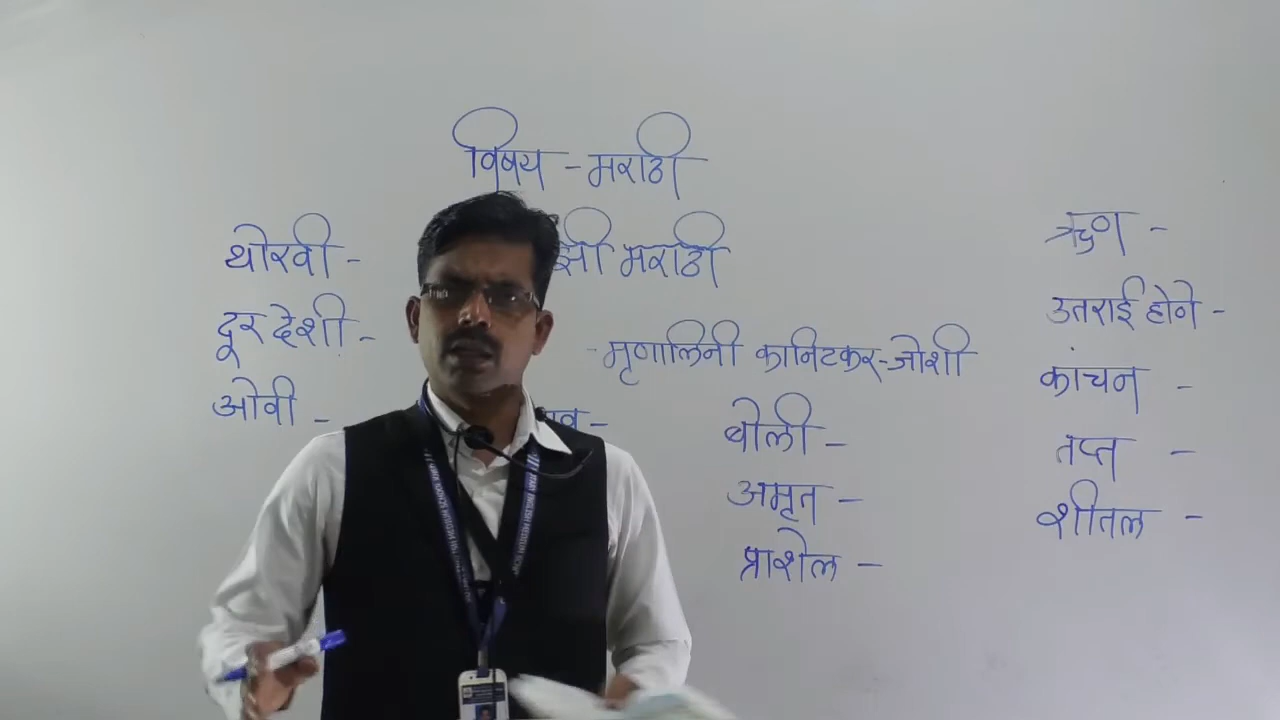 विषय - मराठी
झी मराठी
- मृणालिनी कानिटकर-जोशी
थोरवी -
दूर देशी -
ओवी -
बोली -
अमृत -
प्राशेल -
ऋण -
उतराई होणे -
कांचन -
तप्त -
शीतल -